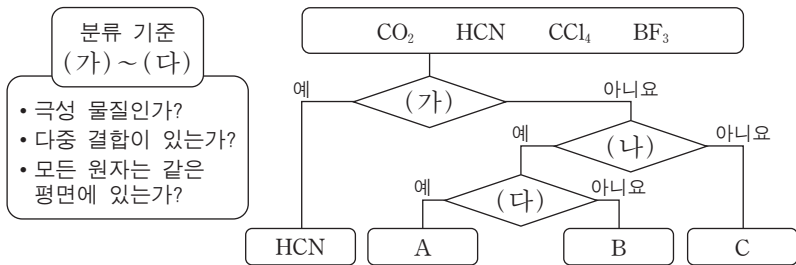 분류 기준
(가)~(다)
• 극성 물질인가?
• 다중 결합이 있는가?
• 모든 원자는 같은
평면에 있는가?
CO₂ HCN CCl₄ BF₃
예 (가) 아니요
예 (나) 아니요
예 (다) 아니요
HCN A B C